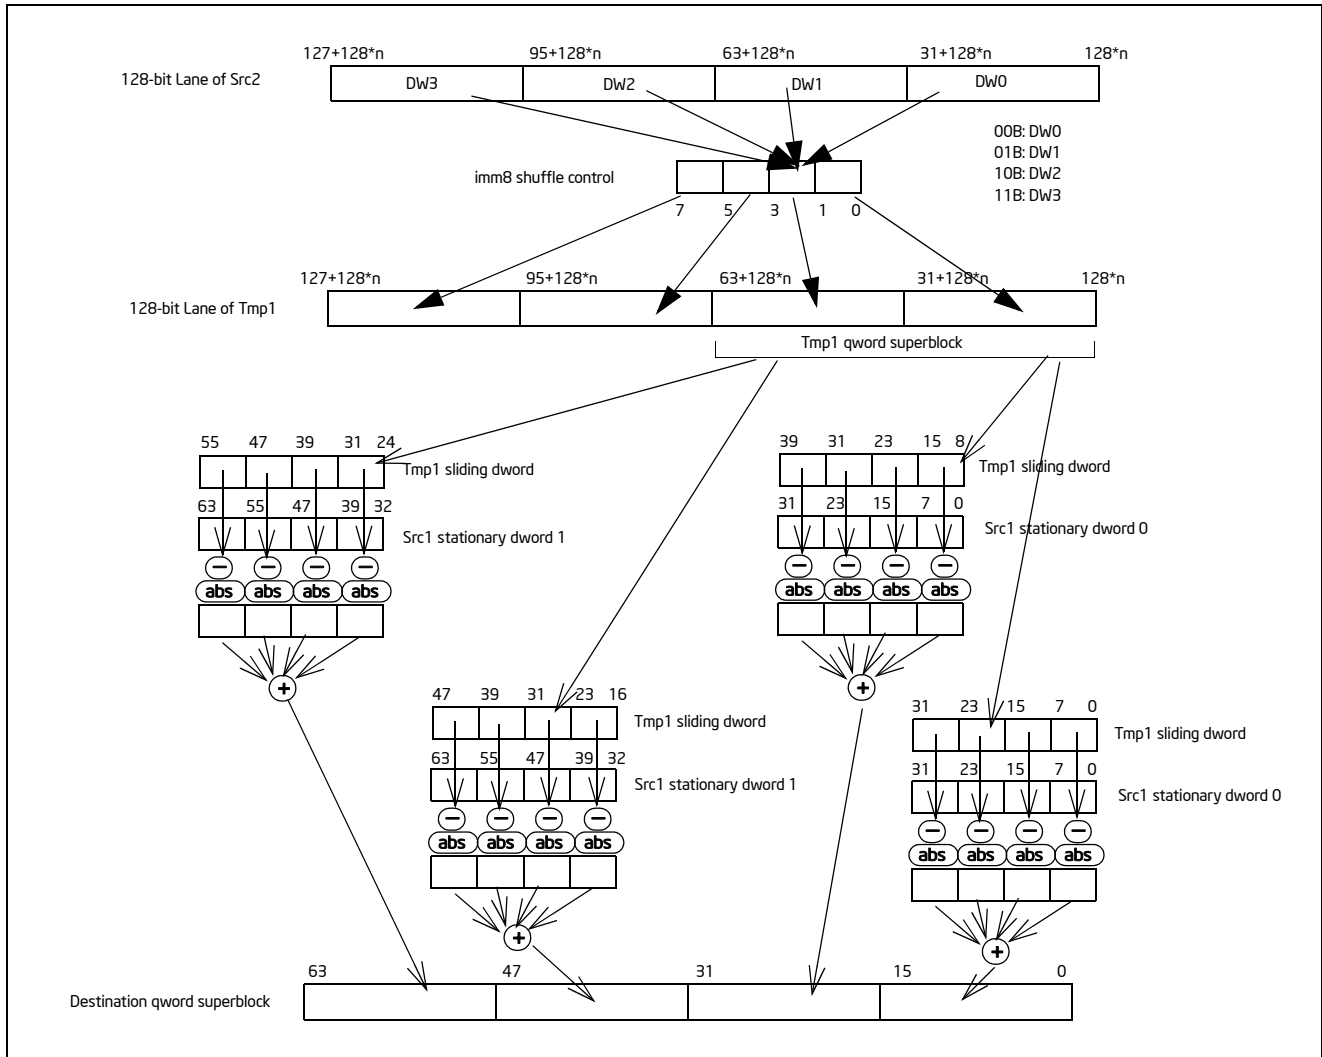 127+128*n 95+128*n 63+128*n 31+128*n 128*n
128-bit Lane of Src2 DW3 DW2 DW1 DW0
00B: DW0
01B: DW1
10B: DW2
11B: DW3
imm8 shuffle control
7 5 3 1 0
127+128*n 95+128*n 63+128*n 31+128*n 128*n
128-bit Lane of Tmp1
Tmp1 qword superblock
55 47 39 31 24
Tmp1 sliding dword
63 55 47 39 32
Src1 stationary dword 1
− − − −
abs abs abs abs
+
39 31 23 15 8
Tmp1 sliding dword
31 23 15 7 0
Src1 stationary dword 0
− − − −
abs abs abs abs
+
47 39 31 23 16
Tmp1 sliding dword
63 55 47 39 32
Src1 stationary dword 1
− − − −
abs abs abs abs
+
31 23 15 7 0
Tmp1 sliding dword
31 23 15 7 0
Src1 stationary dword 0
− − − −
abs abs abs abs
+
63 47 31 15 0
Destination qword superblock